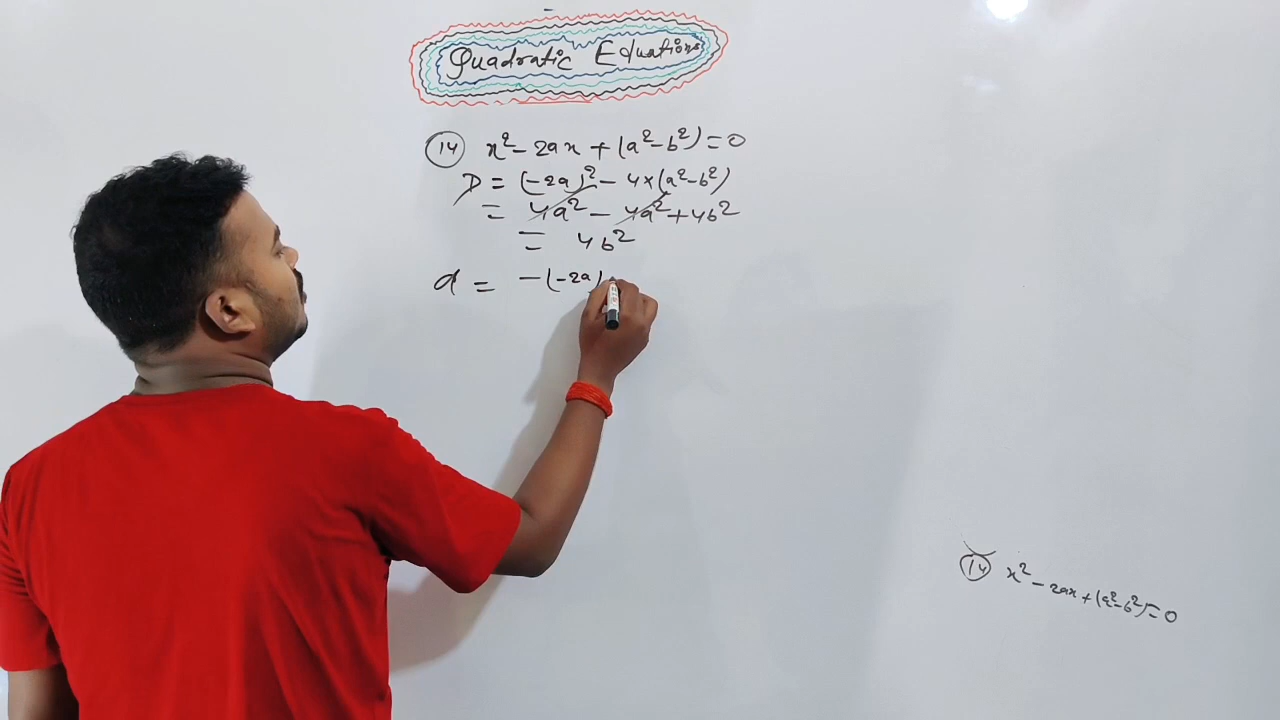 Quadratic Equations
14 x² - 2ax + (a² - b²) = 0
D = (-2a)² - 4×(a² - b²)
= 4a² - 4a² + 4b²
= 4b²
α = -(-2a)
14 x² - 2ax + (a² - b²) = 0